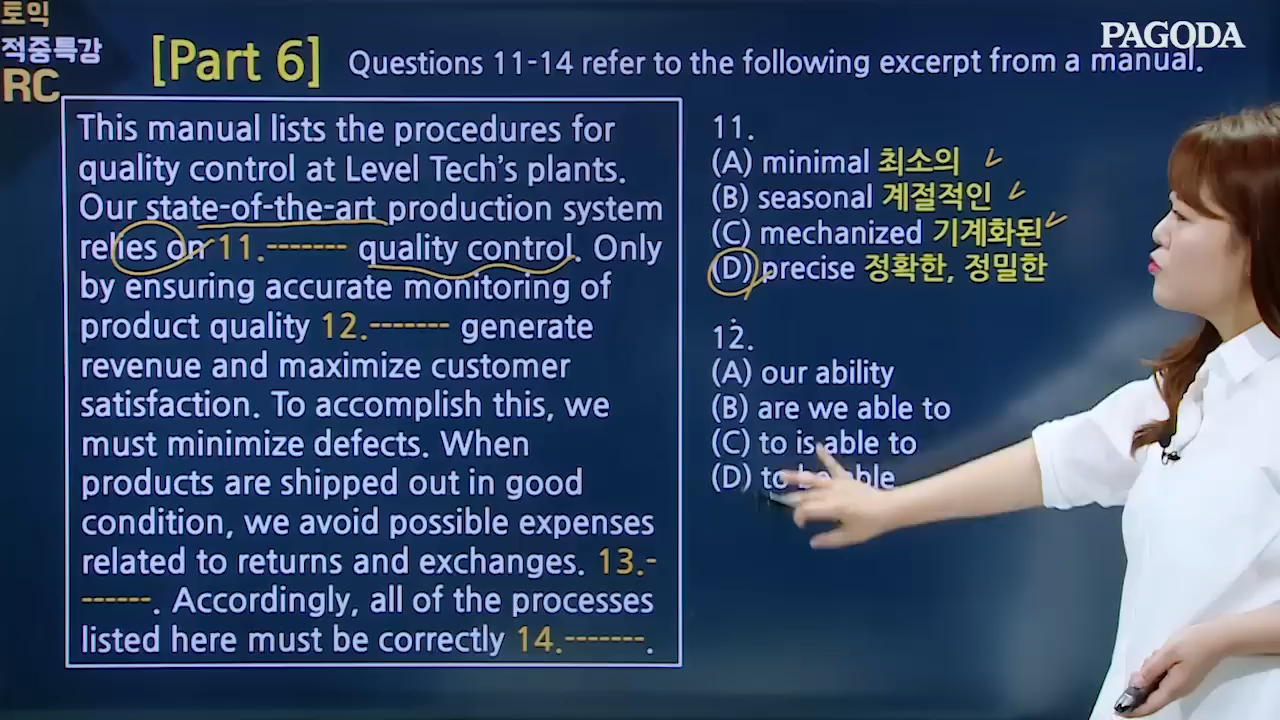 토익
적중특강
RC
PAGODA
[Part 6] Questions 11-14 refer to the following excerpt from a manual.
This manual lists the procedures for
quality control at Level Tech's plants.
Our state-of-the-art production system
relies on 11.------- quality control. Only
by ensuring accurate monitoring of
product quality 12.------- generate
revenue and maximize customer
satisfaction. To accomplish this, we
must minimize defects. When
products are shipped out in good
condition, we avoid possible expenses
related to returns and exchanges. 13.-
------. Accordingly, all of the processes
listed here must be correctly 14.-------.
11.
(A) minimal 최소의
(B) seasonal 계절적인
(C) mechanized 기계화된
(D) precise 정확한, 정밀한
12.
(A) our ability
(B) are we able to
(C) to is able to
(D) to be able